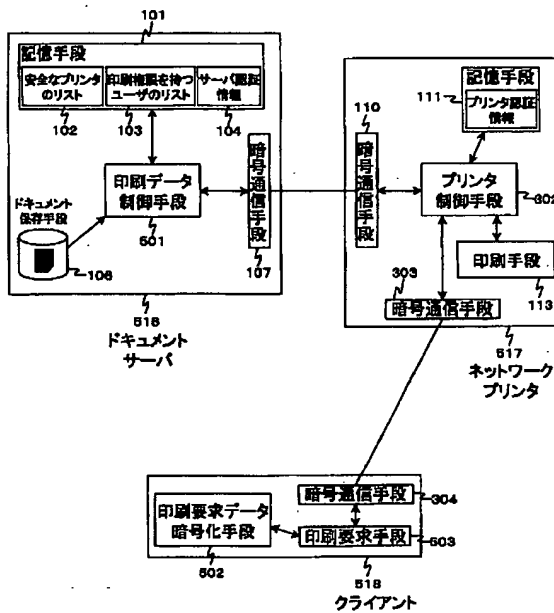 101
記憶手段
安全なプリンタ
のリスト
印刷権限を持つ
ユーザのリスト
サーバ認証
情報
102
103
104
印刷データ
制御手段
501
ドキュメント
保存手段
106
暗号通信手段
107
516
ドキュメント
サーバ
110
暗号通信手段
記憶手段
111
プリンタ認証
情報
プリンタ
制御手段
302
印刷手段
113
303
暗号通信手段
517
ネットワーク
プリンタ
暗号通信手段
304
印刷要求データ
暗号化手段
502
印刷要求手段
503
518
クライアント